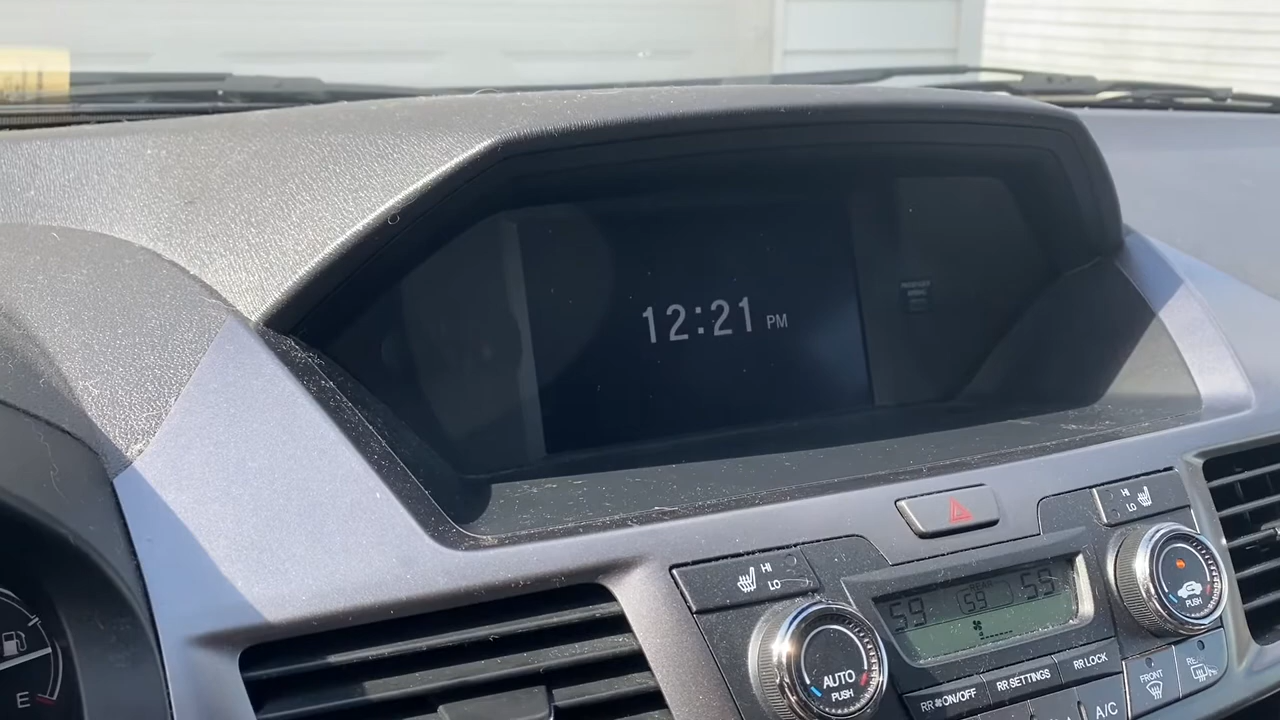 12:21 PM
HI
LO
HI
LO
59
59
59
AUTO
PUSH
PUSH
RR ON/OFF
RR SETTINGS
RR LOCK
A/C
FRONT
E